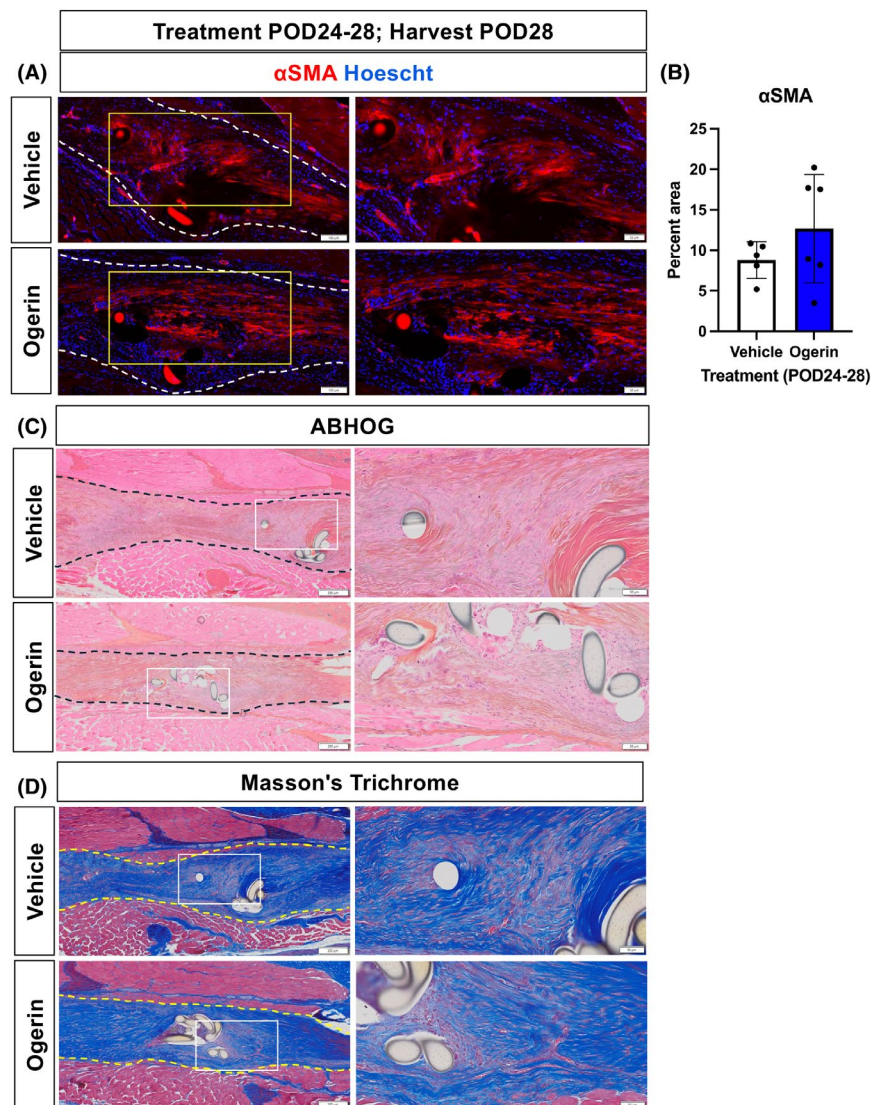 Treatment POD24-28; Harvest POD28
(A)
αSMA Hoescht
Vehicle
Ogerin
(B)
αSMA
Percent area
25
20
15
10
5
0
Vehicle Ogerin
Treatment (POD24-28)
(C)
ABHOG
Vehicle
Ogerin
(D)
Masson's Trichrome
Vehicle
Ogerin